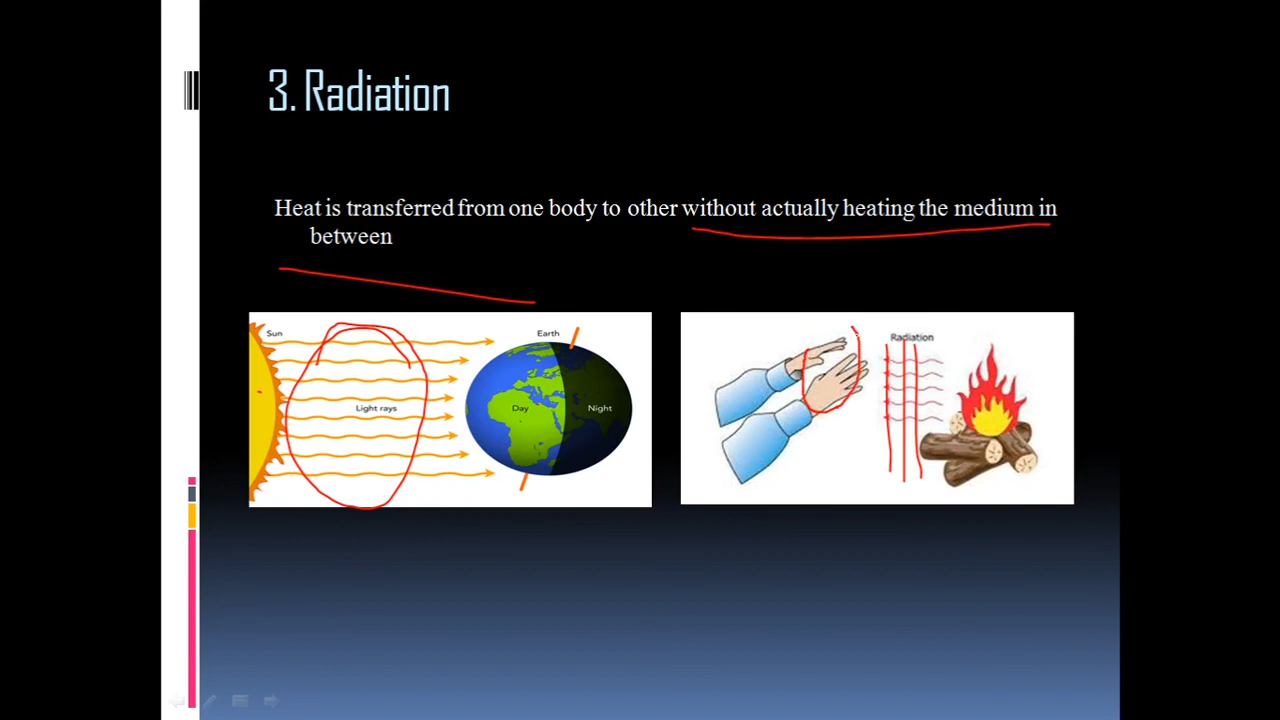 3. Radiation
Heat is transferred from one body to other without actually heating the medium in
between
Sun
Earth
Light rays
Day
Night
Radiation